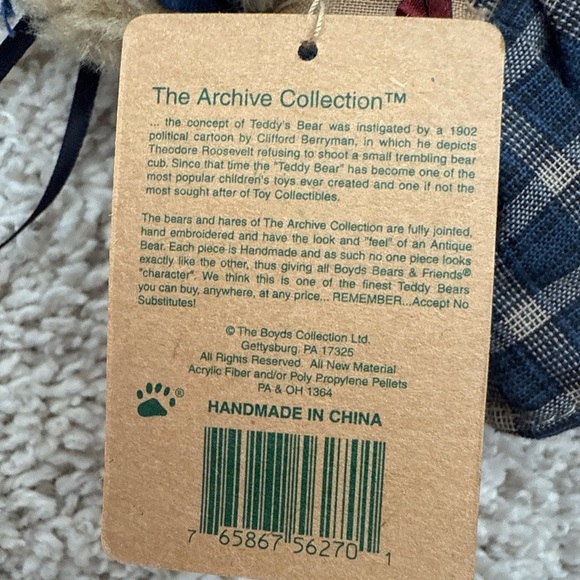 The Archive Collection™
... the concept of Teddy's Bear was instigated by a 1902
political cartoon by Clifford Berryman, in which he depicts
Theodore Roosevelt refusing to shoot a small trembling bear
cub. Since that time the "Teddy Bear" has become one of the
most popular children's toys ever created and one if not the
most sought after of Toy Collectibles.
The bears and hares of The Archive Collection are fully jointed,
hand embroidered and have the look and "feel" of an Antique
Bear. Each piece is Handmade and as such no one piece looks
exactly like the other, thus giving all Boyds Bears & Friends®
"character". We think this is one of the finest Teddy Bears
you can buy, anywhere, at any price... REMEMBER...Accept No
Substitutes!
© The Boyds Collection Ltd.
Gettysburg, PA 17325
All Rights Reserved. All New Material
Acrylic Fiber and/or Poly Propylene Pellets
PA & OH 1364
®
HANDMADE IN CHINA
7 65867 56270 1